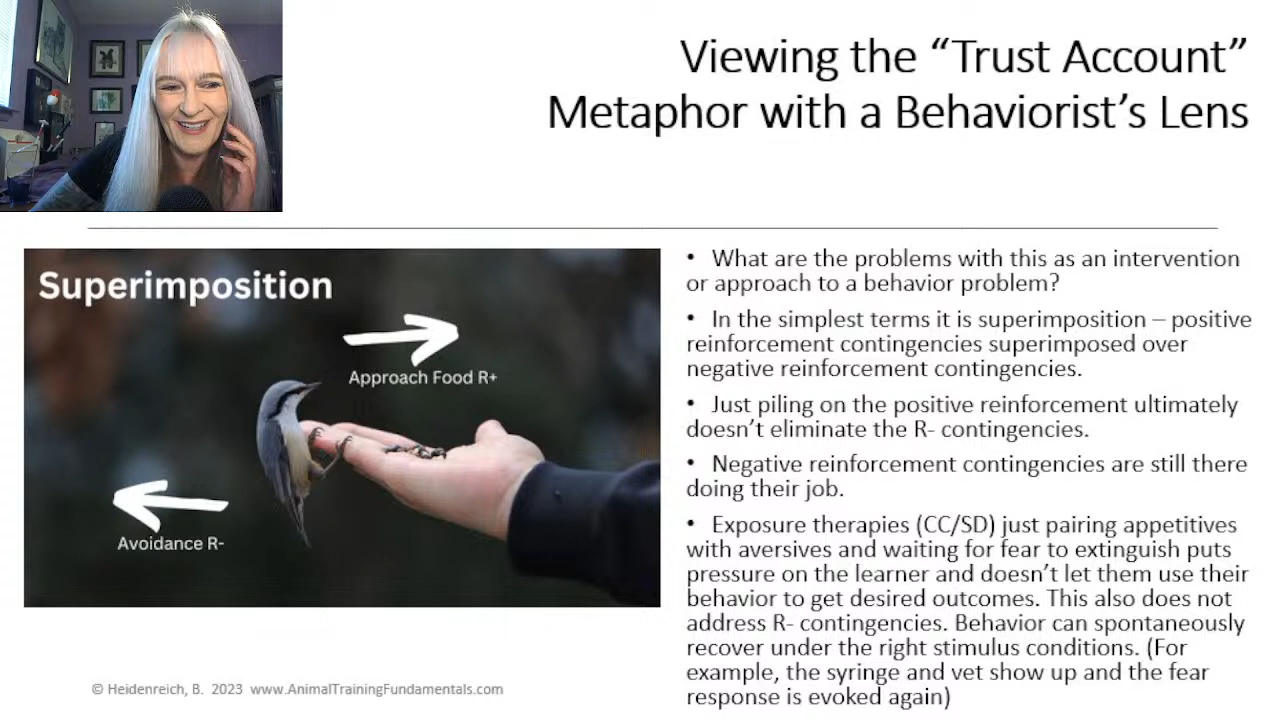 Viewing the “Trust Account”
Metaphor with a Behaviorist’s Lens
Superimposition
Approach Food R+
Avoidance R-
• What are the problems with this as an intervention
or approach to a behavior problem?
• In the simplest terms it is superimposition – positive
reinforcement contingencies superimposed over
negative reinforcement contingencies.
• Just piling on the positive reinforcement ultimately
doesn’t eliminate the R- contingencies.
• Negative reinforcement contingencies are still there
doing their job.
• Exposure therapies (CC/SD) just pairing appetitives
with aversives and waiting for fear to extinguish puts
pressure on the learner and doesn’t let them use their
behavior to get desired outcomes. This also does not
address R- contingencies. Behavior can spontaneously
recover under the right stimulus conditions. (For
example, the syringe and vet show up and the fear
response is evoked again)
© Heidenreich, B. 2023 www.AnimalTrainingFundamentals.com